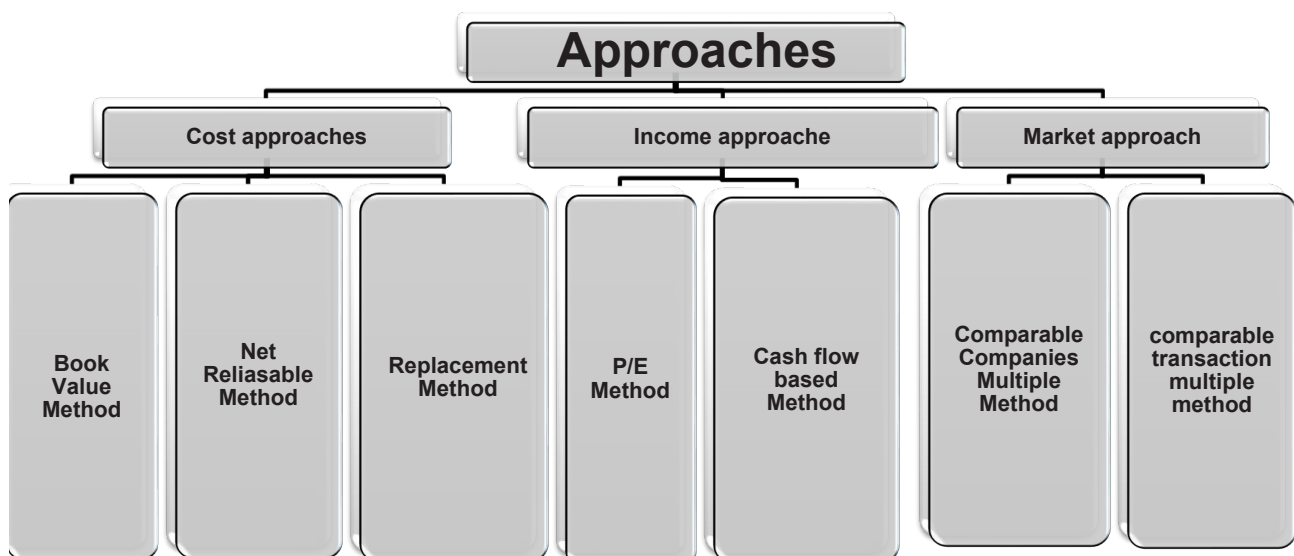 Approaches
Cost approaches
Income approache
Market approach
Book
Value
Method
Net
Reliasable
Method
Replacement
Method
P/E
Method
Cash flow
based
Method
Comparable
Companies
Multiple
Method
comparable
transaction
multiple
method